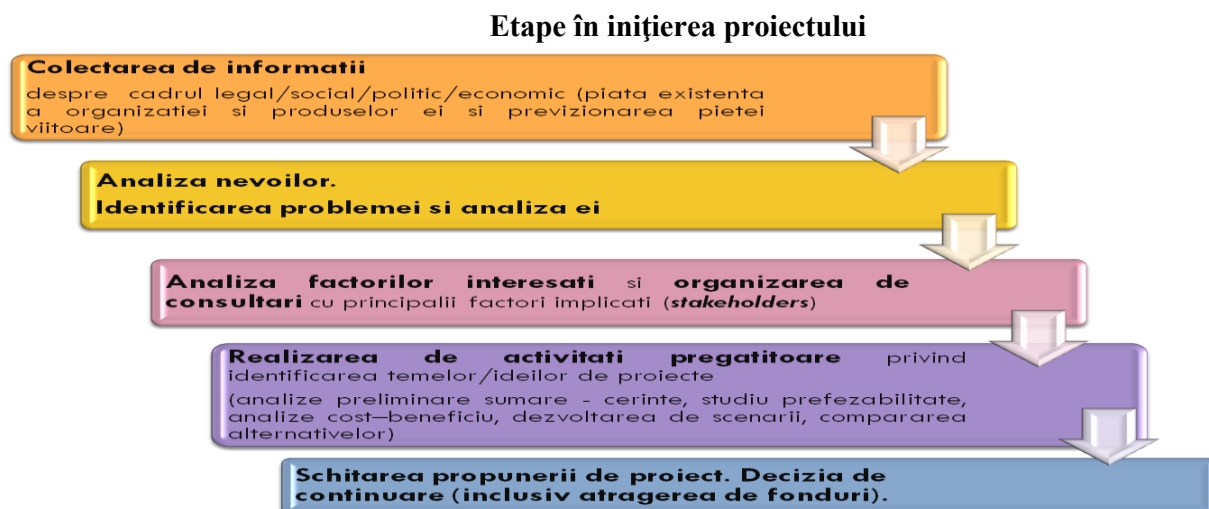 Etape în iniţierea proiectului
Colectarea de informatii
despre cadrul legal/social/politic/economic (piata existenta
a organizatiei si produselor ei si previzionarea pietei
viitoare)
Analiza nevoilor.
Identificarea problemei si analiza ei
Analiza factorilor interesati si organizarea de
consultari cu principalii factori implicati (stakeholders)
Realizarea de activitati pregatitoare privind
identificarea temelor/ideilor de proiecte
(analize preliminare sumare - cerinte, studiu prefezabilitate,
analize cost—beneficiu, dezvoltarea de scenarii, compararea
alternativelor)
Schitarea propunerii de proiect. Decizia de
continuare (inclusiv atragerea de fonduri).